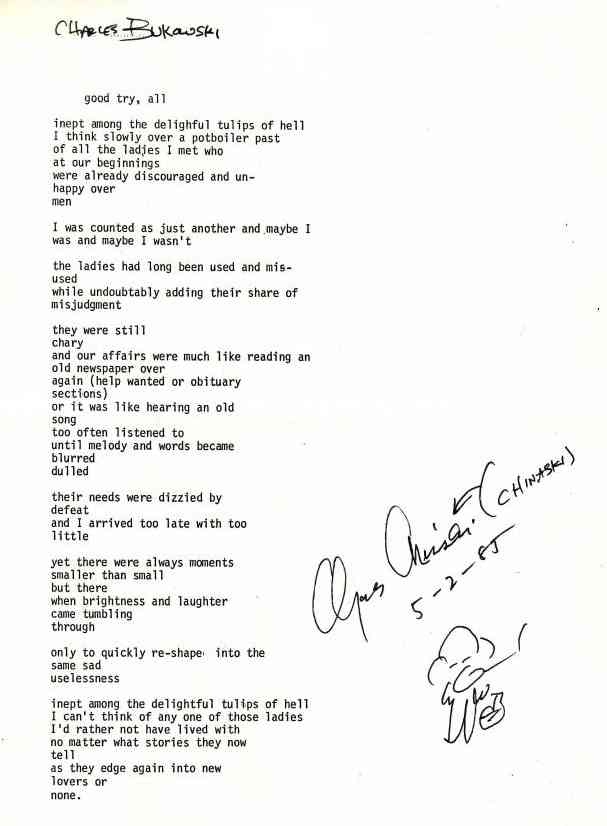 CHARLES BUKOWSKI
good try, all
inept among the delighful tulips of hell
I think slowly over a potboiler past
of all the ladies I met who
at our beginnings
were already discouraged and un-
happy over
men
I was counted as just another and maybe I
was and maybe I wasn't
the ladies had long been used and mis-
used
while undoubtably adding their share of
misjudgment
they were still
chary
and our affairs were much like reading an
old newspaper over
again (help wanted or obituary
sections)
or it was like hearing an old
song
too often listened to
until melody and words became
blurred
dulled
their needs were dizzied by
defeat
and I arrived too late with too
little
yet there were always moments
smaller than small
but there
when brightness and laughter
came tumbling
through
only to quickly re-shape into the
same sad
uselessness
inept among the delightful tulips of hell
I can't think of any one of those ladies
I'd rather not have lived with
no matter what stories they now
tell
as they edge again into new
lovers or
none.
(CHINASKI)
5-2-85